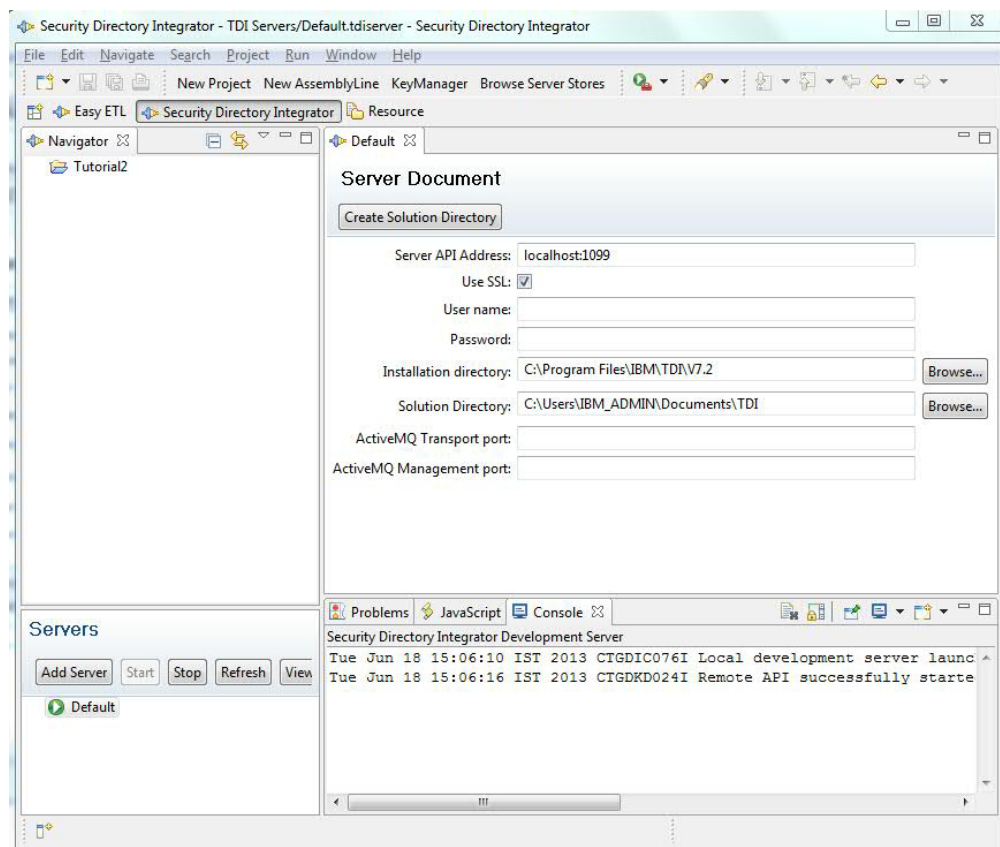 Security Directory Integrator - TDI Servers/Default.tdiserver - Security Directory Integrator
File Edit Navigate Search Project Run Window Help
New Project New AssemblyLine KeyManager Browse Server Stores
Easy ETL Security Directory Integrator Resource
Navigator
Tutorial2
Default
Server Document
Create Solution Directory
Server API Address: localhost:1099
Use SSL:
User name:
Password:
Installation directory: C:\Program Files\IBM\TDI\V7.2 Browse...
Solution Directory: C:\Users\IBM_ADMIN\Documents\TDI Browse...
ActiveMQ Transport port:
ActiveMQ Management port:
Servers
Add Server Start Stop Refresh View
Default
Problems JavaScript Console
Security Directory Integrator Development Server
Tue Jun 18 15:06:10 IST 2013 CTGDIC076I Local development server launc
Tue Jun 18 15:06:16 IST 2013 CTGDKD024I Remote API successfully starte